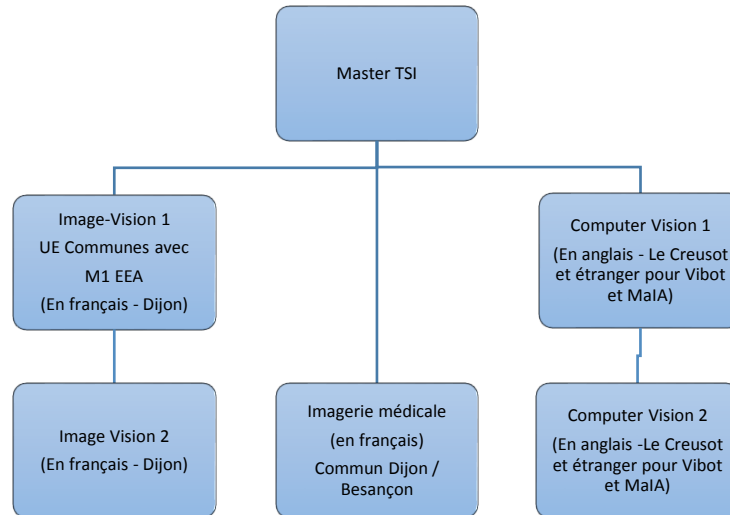 Master TSI
Image-Vision 1
UE Communes avec
M1 EEA
(En français - Dijon)
Computer Vision 1
(En anglais - Le Creusot
et étranger pour Vibot
et MaIA)
Image Vision 2
(En français - Dijon)
Imagerie médicale
(en français)
Commun Dijon /
Besançon
Computer Vision 2
(En anglais -Le Creusot
et étranger pour Vibot
et MaIA)